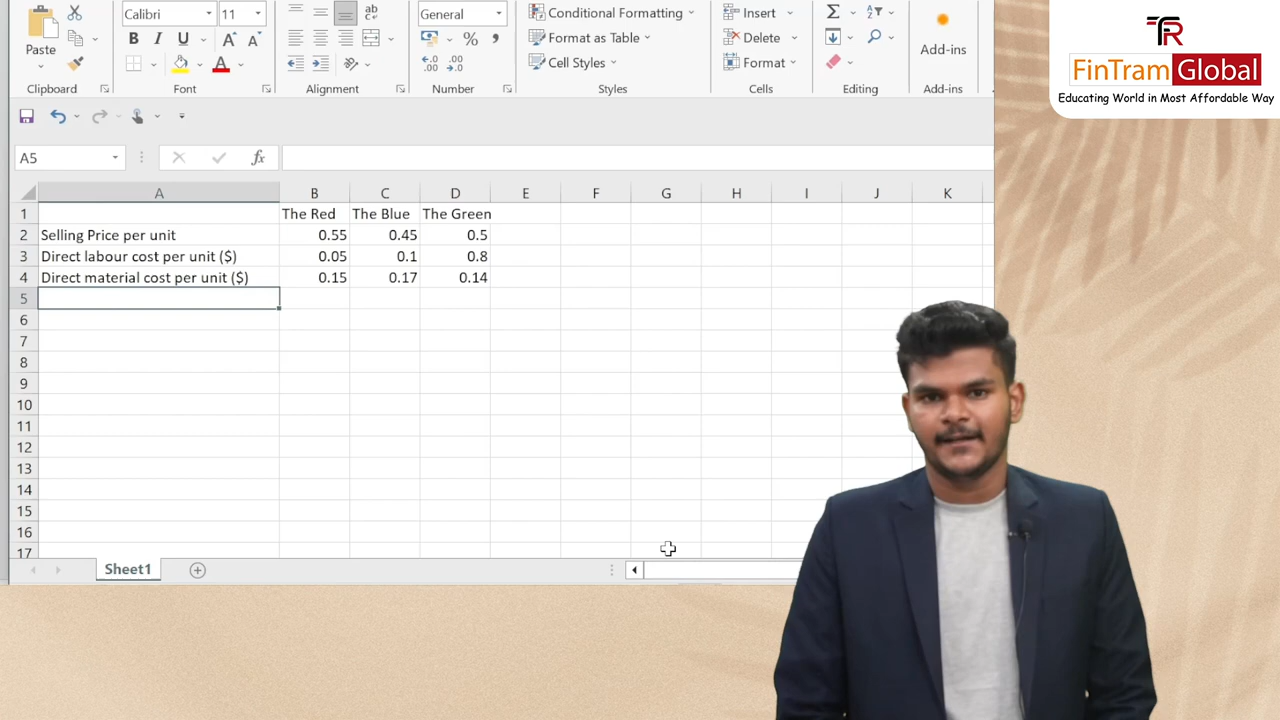 Calibri 11 General Conditional Formatting Insert
Paste Format as Table Delete Add-ins
Cell Styles Format
Clipboard Font Alignment Number Styles Cells Editing Add-ins
FinTram Global
Educating World in Most Affordable Way
A5 fx
A B C D E F G H I J K
1 The Red The Blue The Green
2 Selling Price per unit 0.55 0.45 0.5
3 Direct labour cost per unit ($) 0.05 0.1 0.8
4 Direct material cost per unit ($) 0.15 0.17 0.14
5
6
7
8
9
10
11
12
13
14
15
16
17
Sheet1